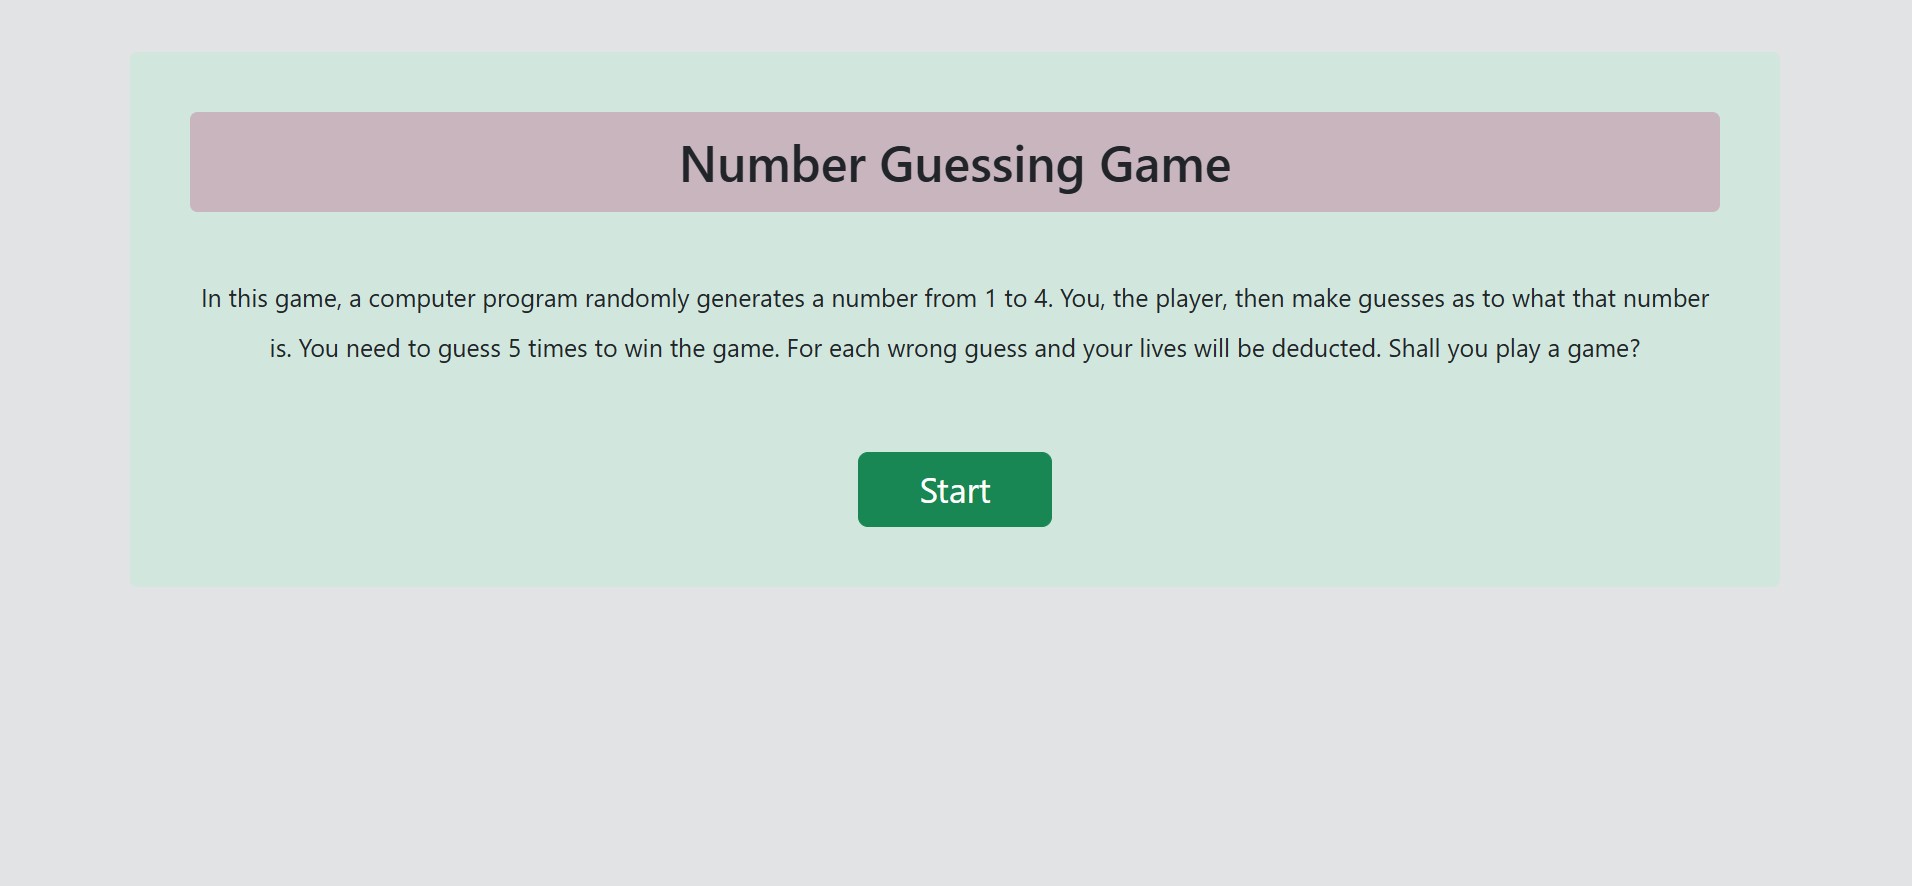 Number Guessing Game
In this game, a computer program randomly generates a number from 1 to 4. You, the player, then make guesses as to what that number
is. You need to guess 5 times to win the game. For each wrong guess and your lives will be deducted. Shall you play a game?
Start